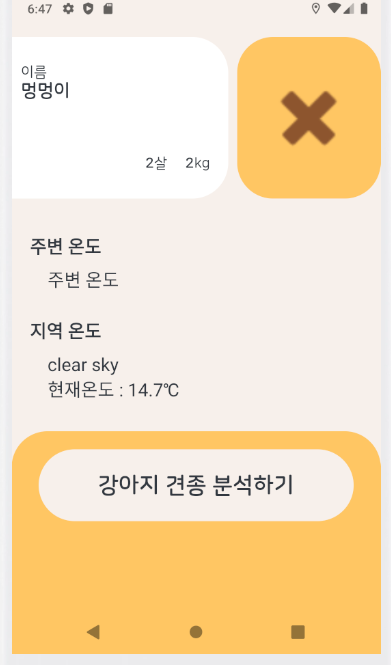 6:47
이름
멍멍이
2살 2kg
주변 온도
주변 온도
지역 온도
clear sky
현재온도 : 14.7℃
강아지 견종 분석하기